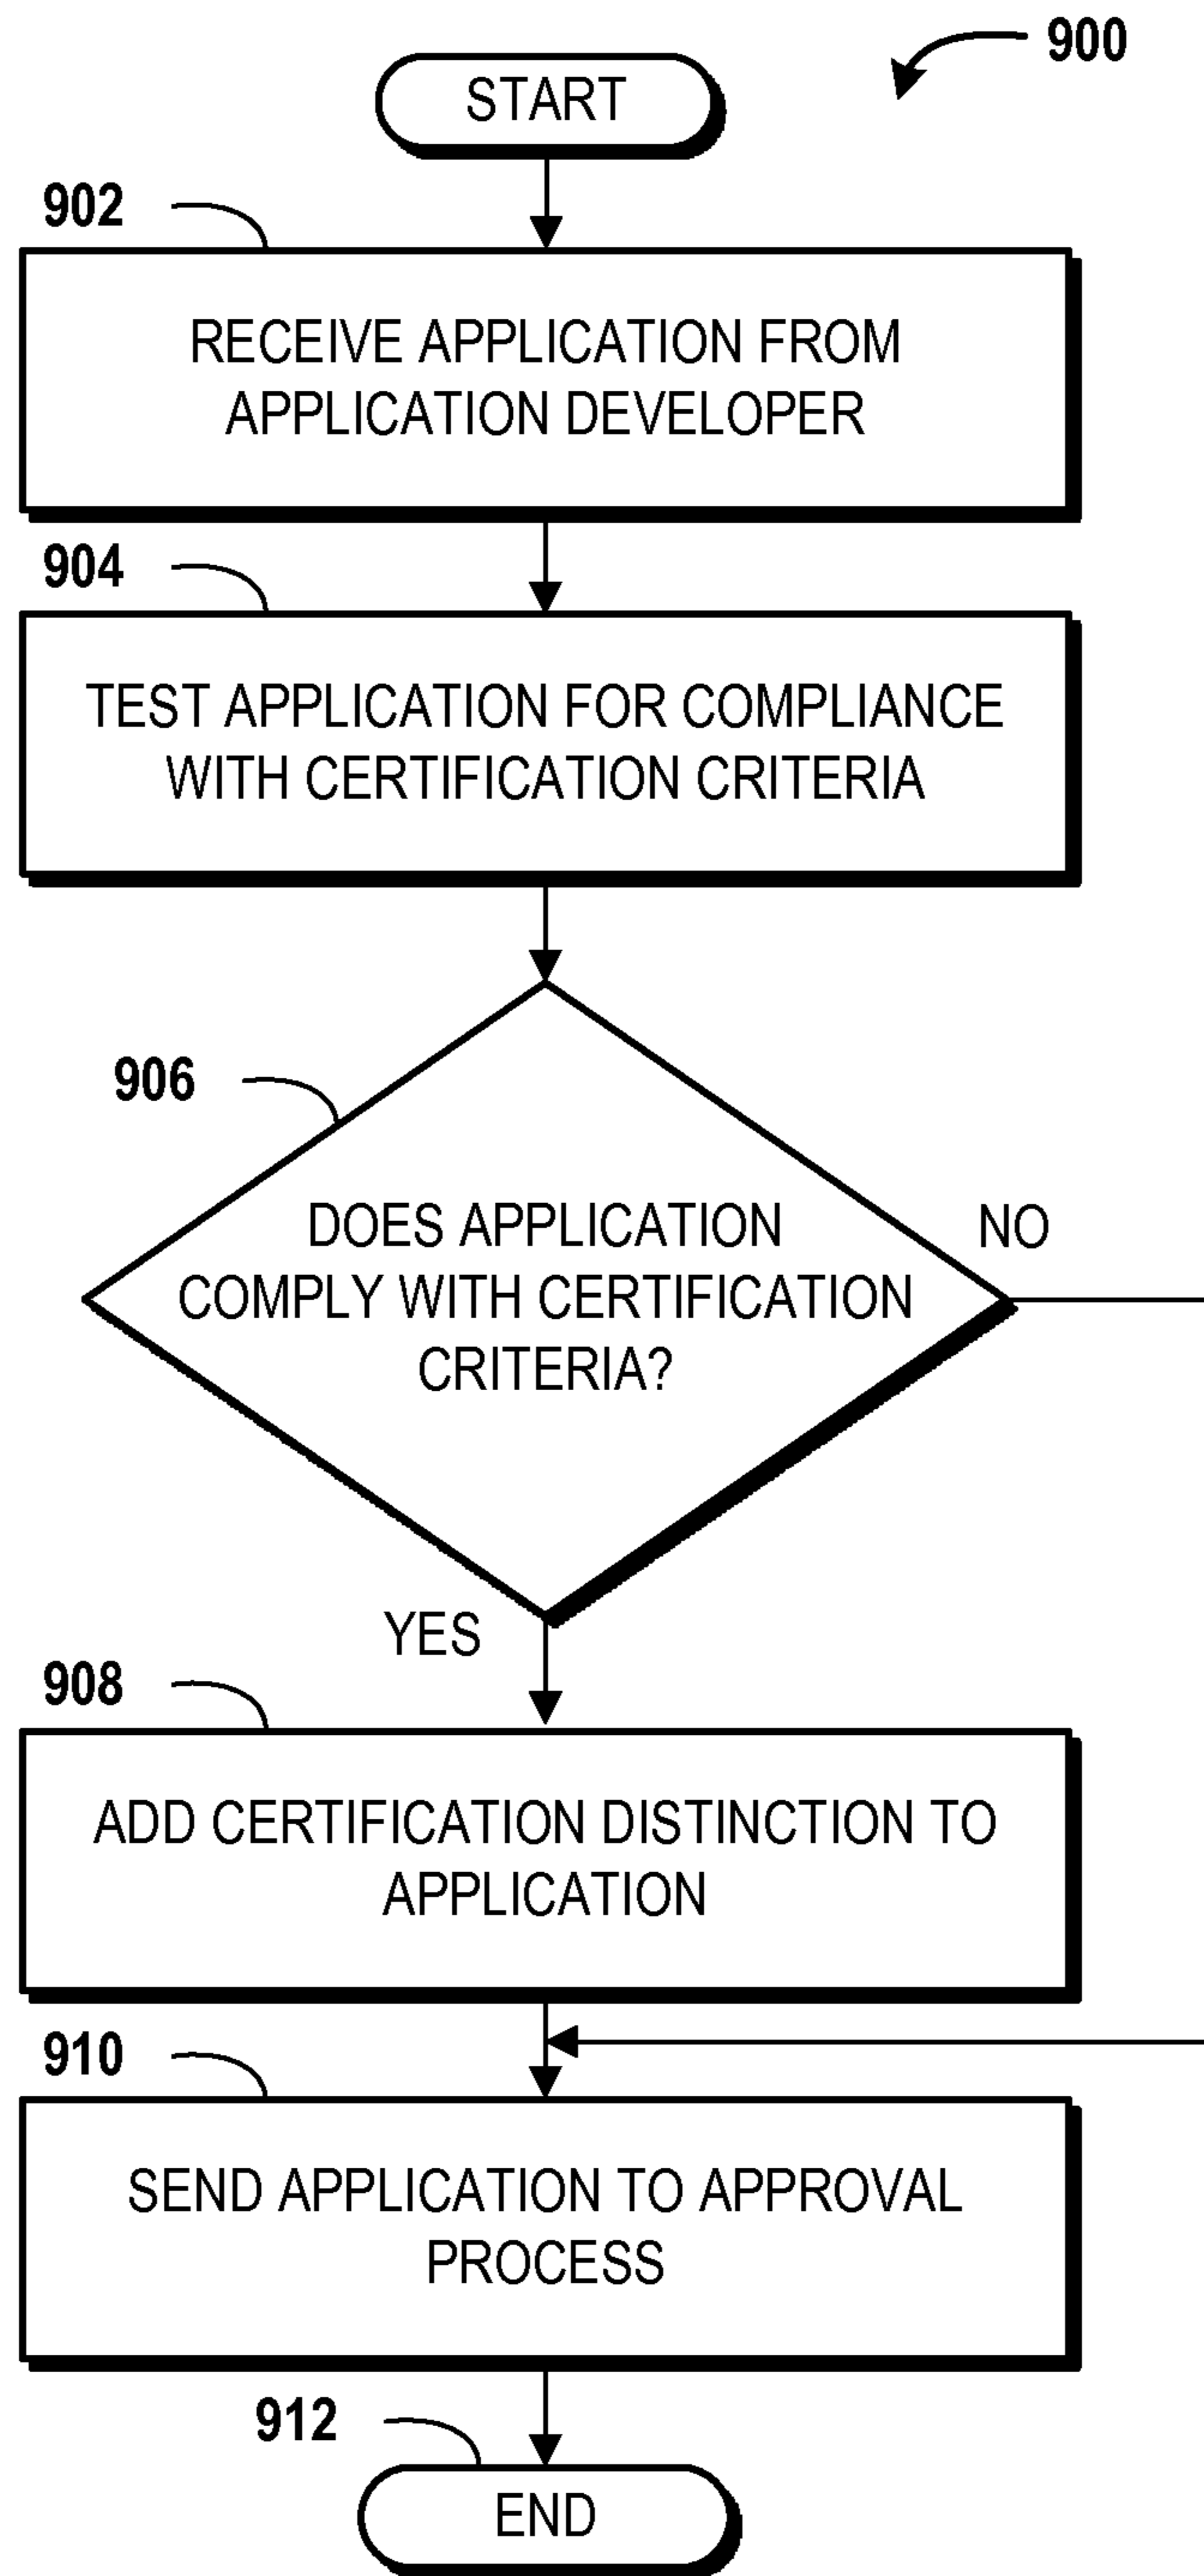 900
START
902
RECEIVE APPLICATION FROM
APPLICATION DEVELOPER
904
TEST APPLICATION FOR COMPLIANCE
WITH CERTIFICATION CRITERIA
906
DOES APPLICATION
COMPLY WITH CERTIFICATION
CRITERIA?
NO
YES
908
ADD CERTIFICATION DISTINCTION TO
APPLICATION
910
SEND APPLICATION TO APPROVAL
PROCESS
912
END